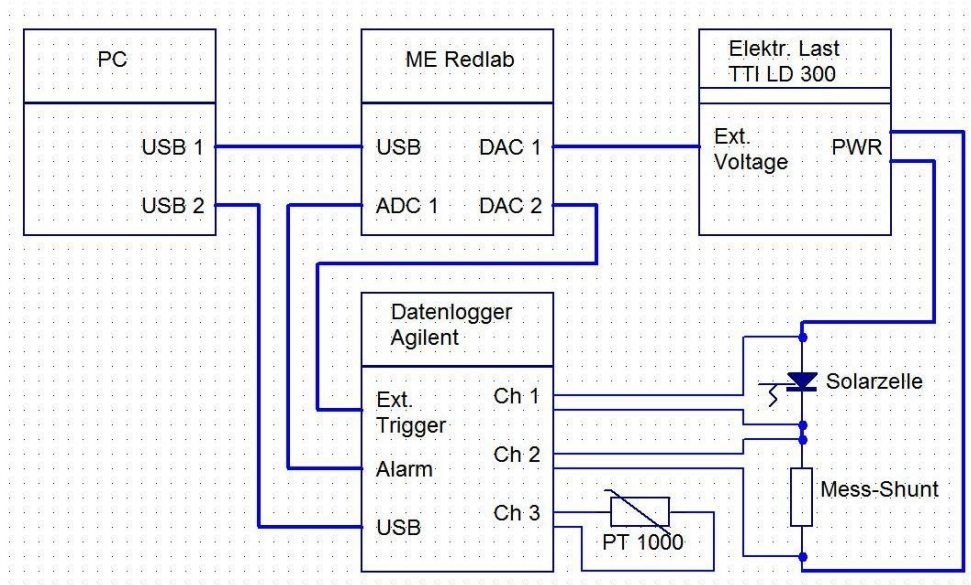 PC
USB 1
USB 2
ME Redlab
USB
DAC 1
ADC 1
DAC 2
Elektr. Last
TTI LD 300
Ext.
Voltage
PWR
Datenlogger
Agilent
Ext.
Trigger
Alarm
USB
Ch 1
Ch 2
Ch 3
PT 1000
Solarzelle
Mess-Shunt